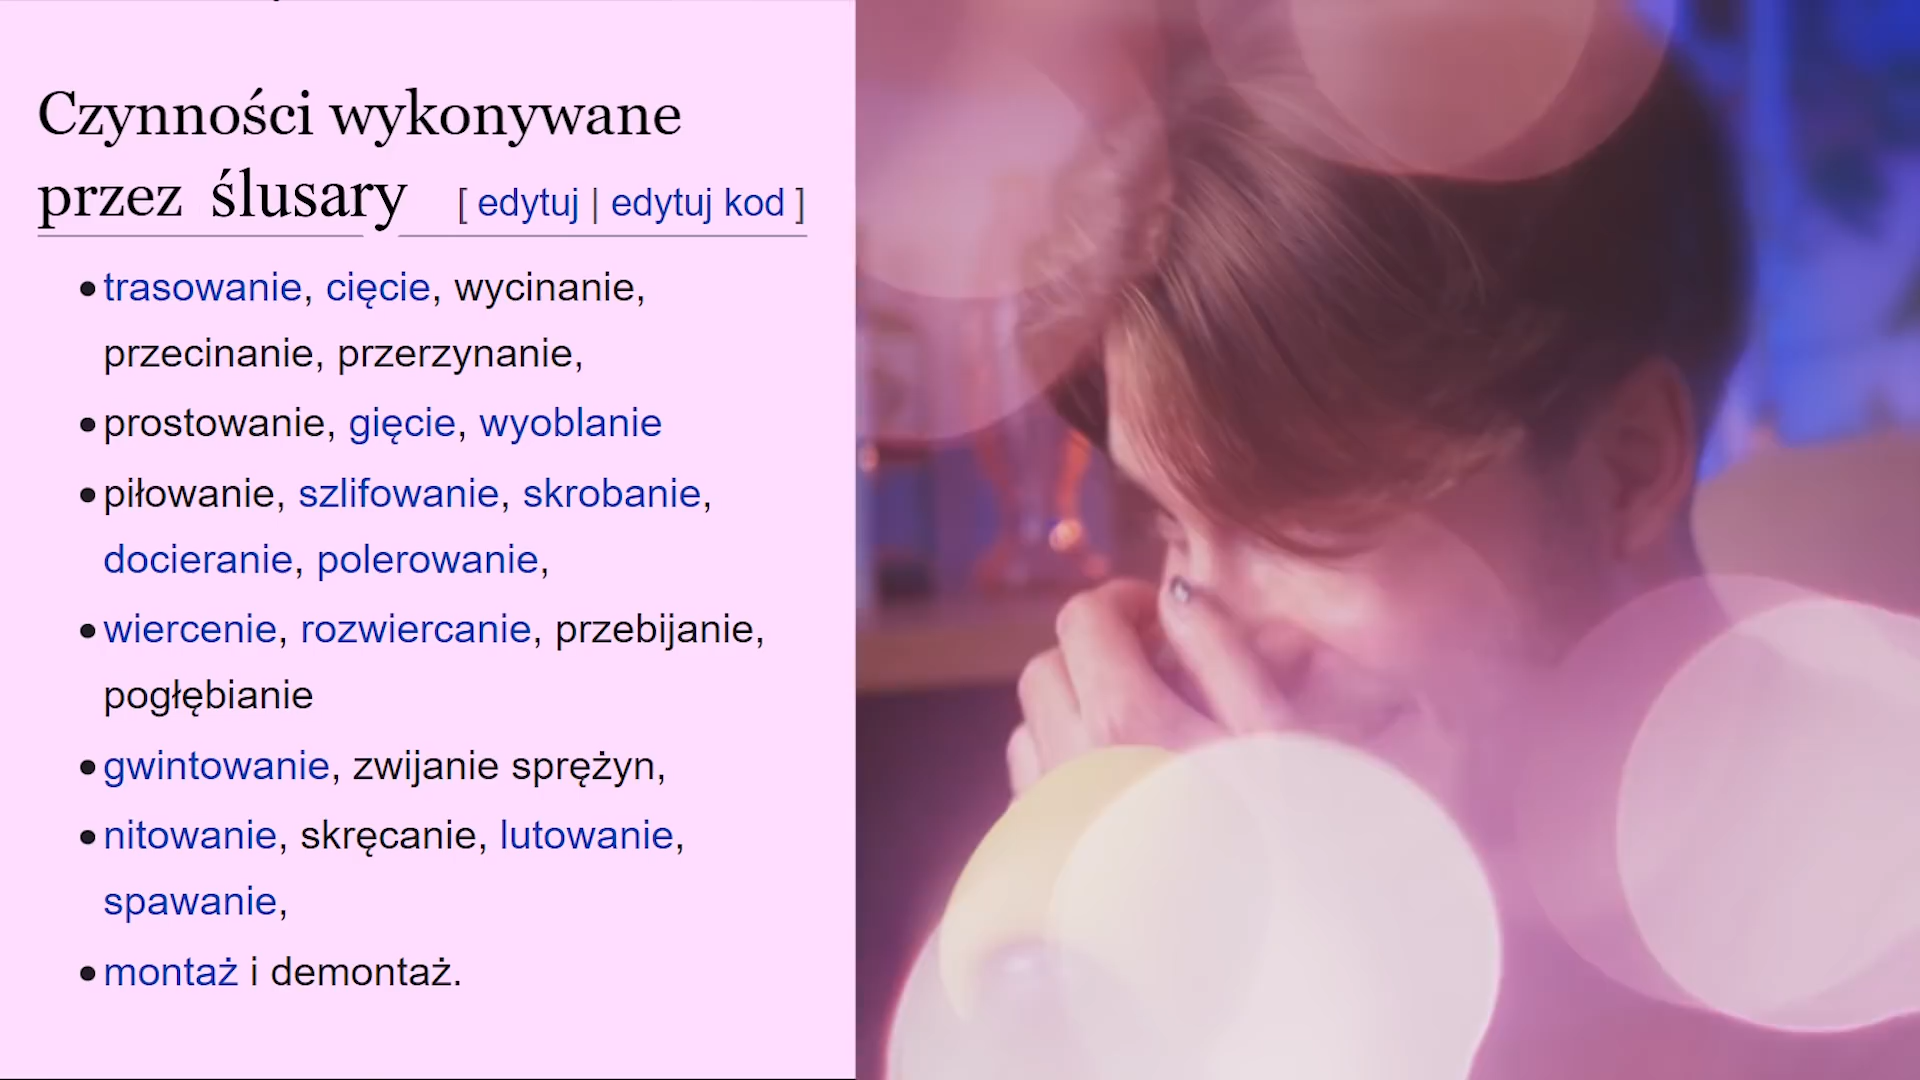 Czynności wykonywane
przez ślusary [ edytuj | edytuj kod ]
• trasowanie, cięcie, wycinanie,
przecinanie, przerzynanie,
• prostowanie, gięcie, wyoblanie
• piłowanie, szlifowanie, skrobanie,
docieranie, polerowanie,
• wiercenie, rozwiercanie, przebijanie,
pogłębianie
• gwintowanie, zwijanie sprężyn,
• nitowanie, skręcanie, lutowanie,
spawanie,
• montaż i demontaż.